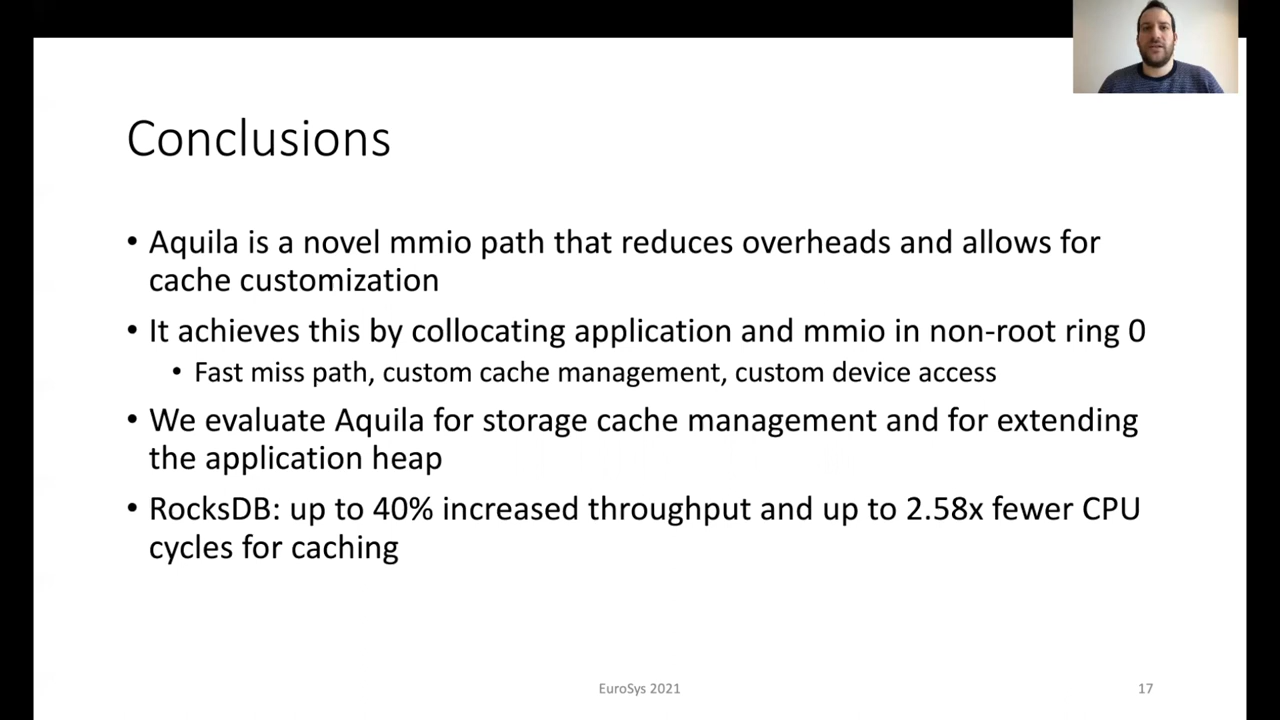 Conclusions
• Aquila is a novel mmio path that reduces overheads and allows for
cache customization
• It achieves this by collocating application and mmio in non-root ring 0
• Fast miss path, custom cache management, custom device access
• We evaluate Aquila for storage cache management and for extending
the application heap
• RocksDB: up to 40% increased throughput and up to 2.58x fewer CPU
cycles for caching
EuroSys 2021
17